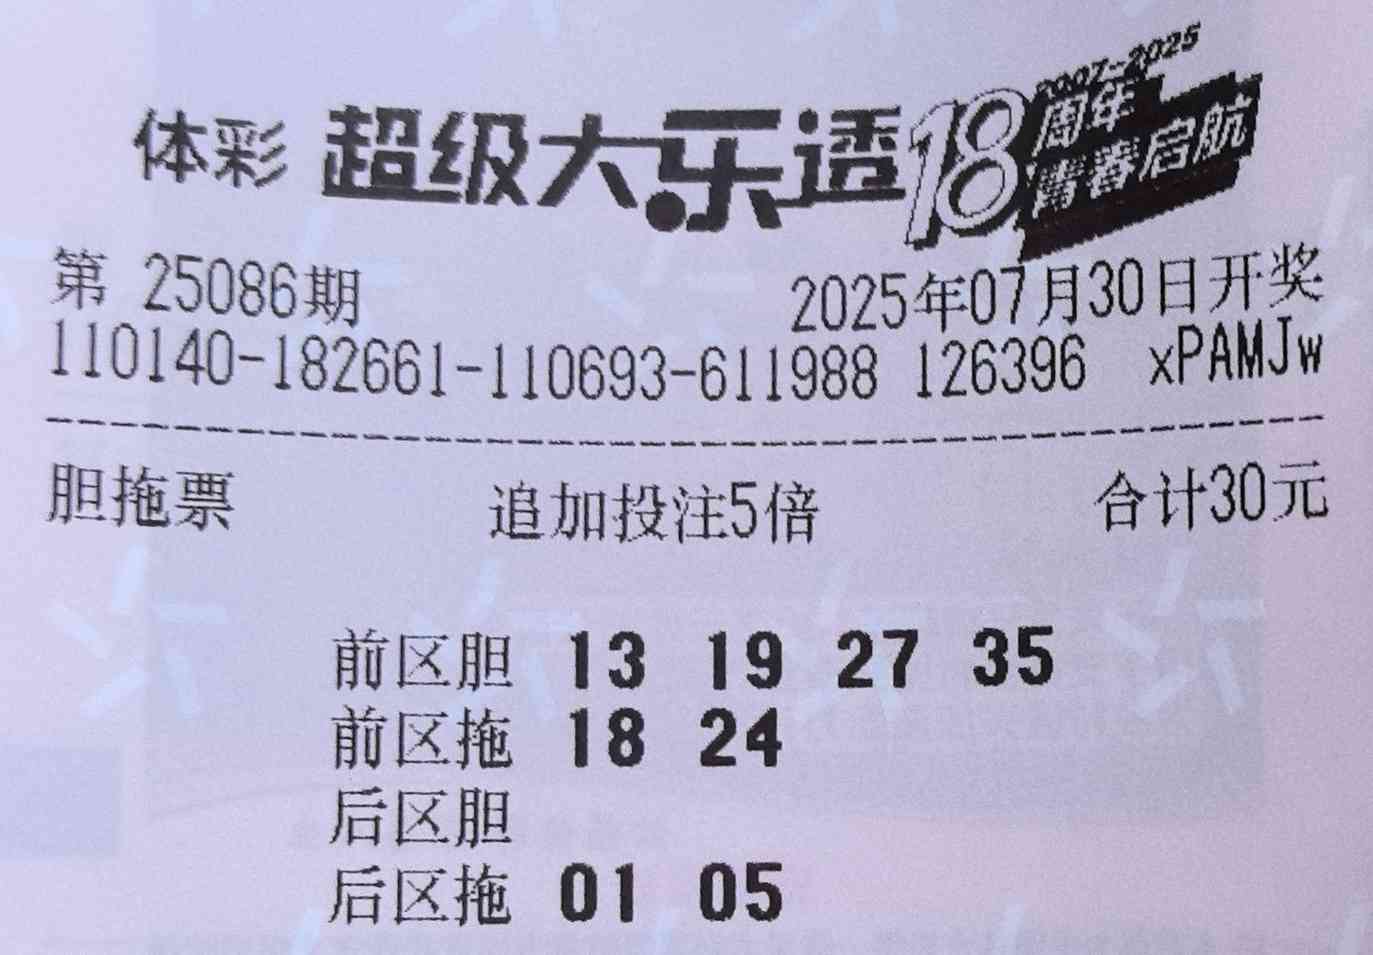 体彩 超级大乐透 18 2007-2025
周年
青春启航
第 25086期 2025年07月30日开奖
110140-182661-110693-611988 126396 xPAMJw
胆拖票 追加投注5倍 合计30元
前区胆 13 19 27 35
前区拖 18 24
后区胆
后区拖 01 05